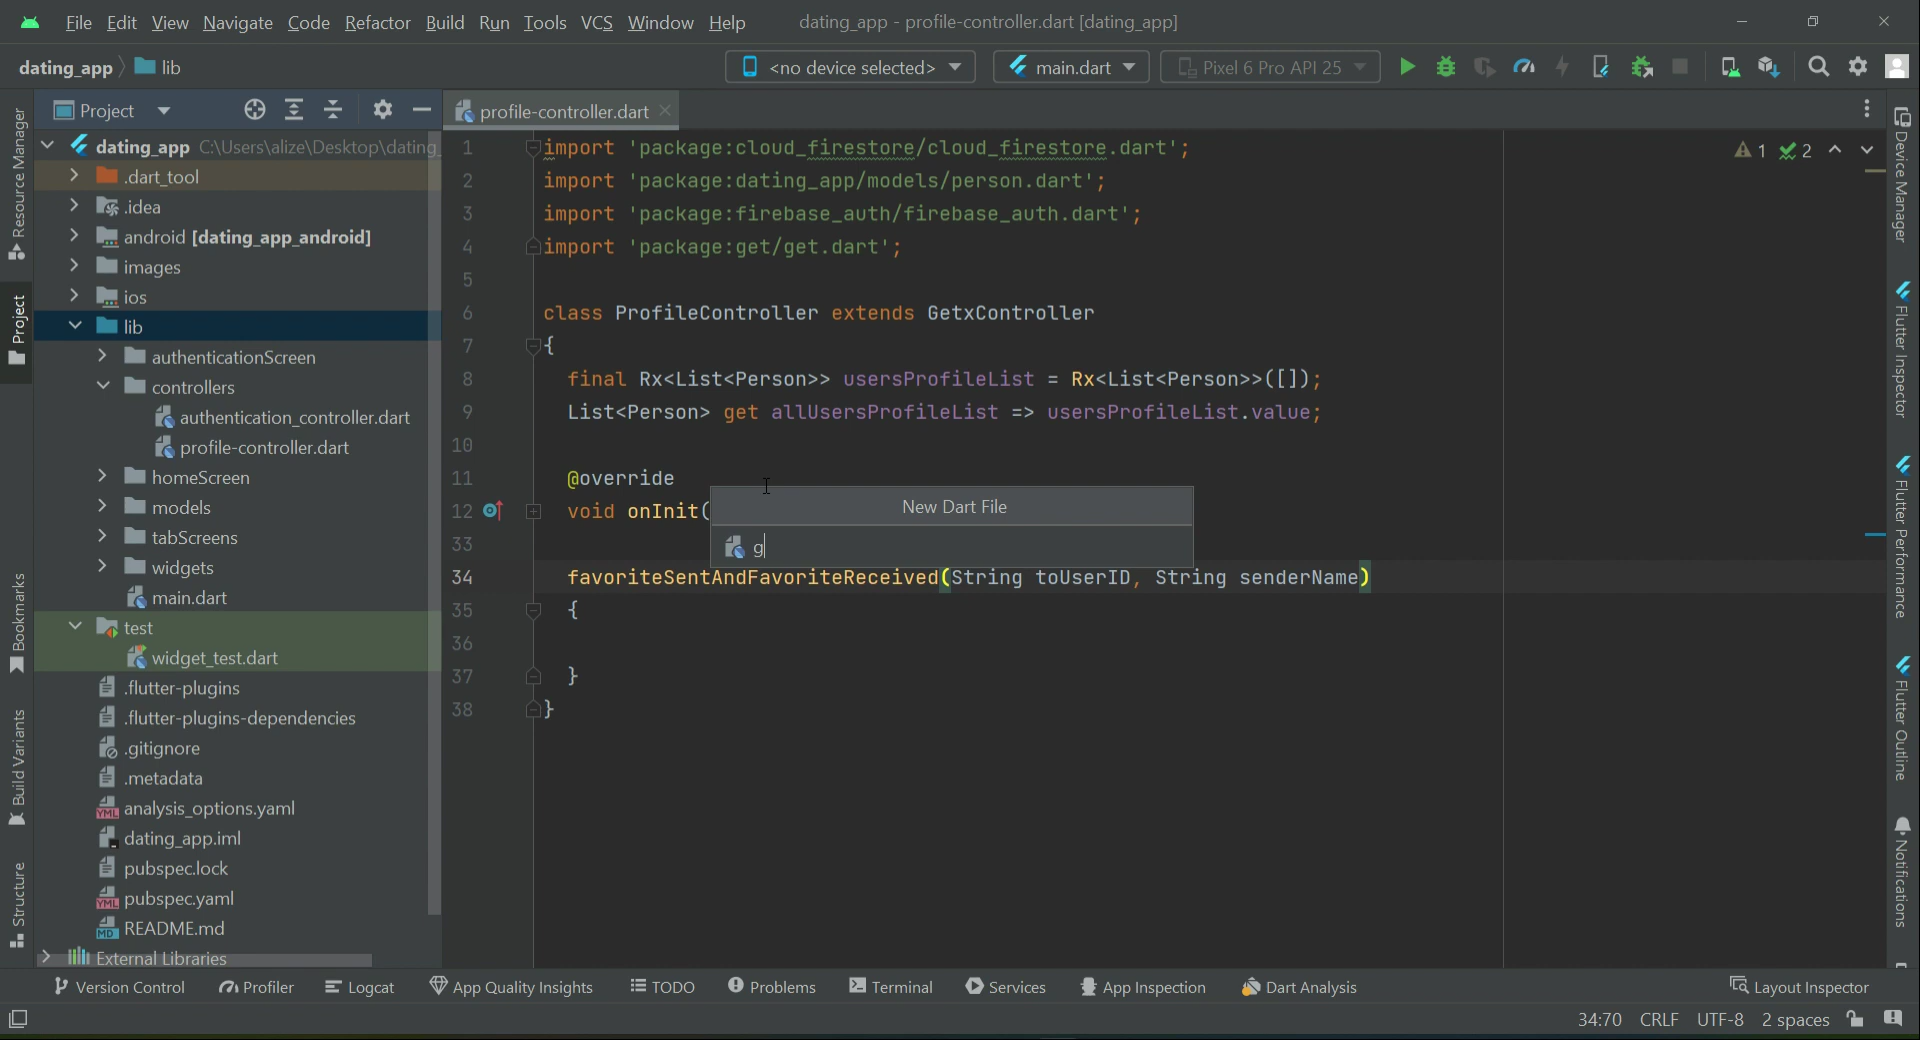 File Edit View Navigate Code Refactor Build Run Tools VCS Window Help dating_app - profile-controller.dart [dating_app]
dating_app lib <no device selected> main.dart Pixel 6 Pro API 25
Project profile-controller.dart
dating_app C:\Users\alize\Desktop\dating_
.dart_tool
.idea
android [dating_app_android]
images
ios
lib
authenticationScreen
controllers
authentication_controller.dart
profile-controller.dart
homeScreen
models
tabScreens
widgets
main.dart
test
widget_test.dart
.flutter-plugins
.flutter-plugins-dependencies
.gitignore
.metadata
analysis_options.yaml
dating_app.iml
pubspec.lock
pubspec.yaml
README.md
External Libraries
1 import 'package:cloud_firestore/cloud_firestore.dart';
2 import 'package:dating_app/models/person.dart';
3 import 'package:firebase_auth/firebase_auth.dart';
4 import 'package:get/get.dart';
5
6 class ProfileController extends GetxController
7 {
8 final Rx<List<Person>> usersProfileList = Rx<List<Person>>([]);
9 List<Person> get allUsersProfileList => usersProfileList.value;
10
11 @override
12 void onInit(
33
34 favoriteSentAndFavoriteReceived(String toUserID, String senderName)
35 {
36
37 }
38 }
1 2
New Dart File
g
Resource Manager
Project
Bookmarks
Build Variants
Structure
Device Manager
Flutter Inspector
Flutter Performance
Flutter Outline
Notifications
Version Control Profiler Logcat App Quality Insights TODO Problems Terminal Services App Inspection Dart Analysis Layout Inspector
34:70 CRLF UTF-8 2 spaces